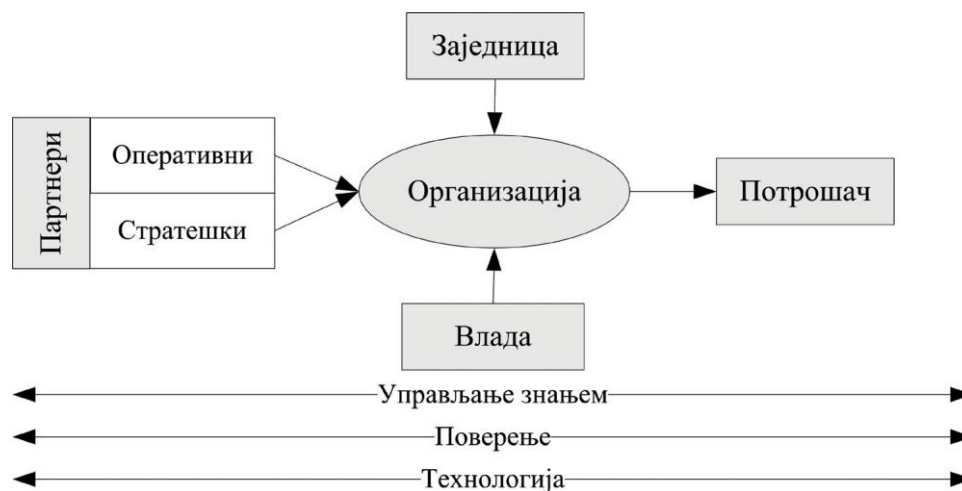 Заједница
Партнери
Оперативни
Стратешки
Организација
Потрошач
Влада
Управљање знањем
Поверење
Технологија